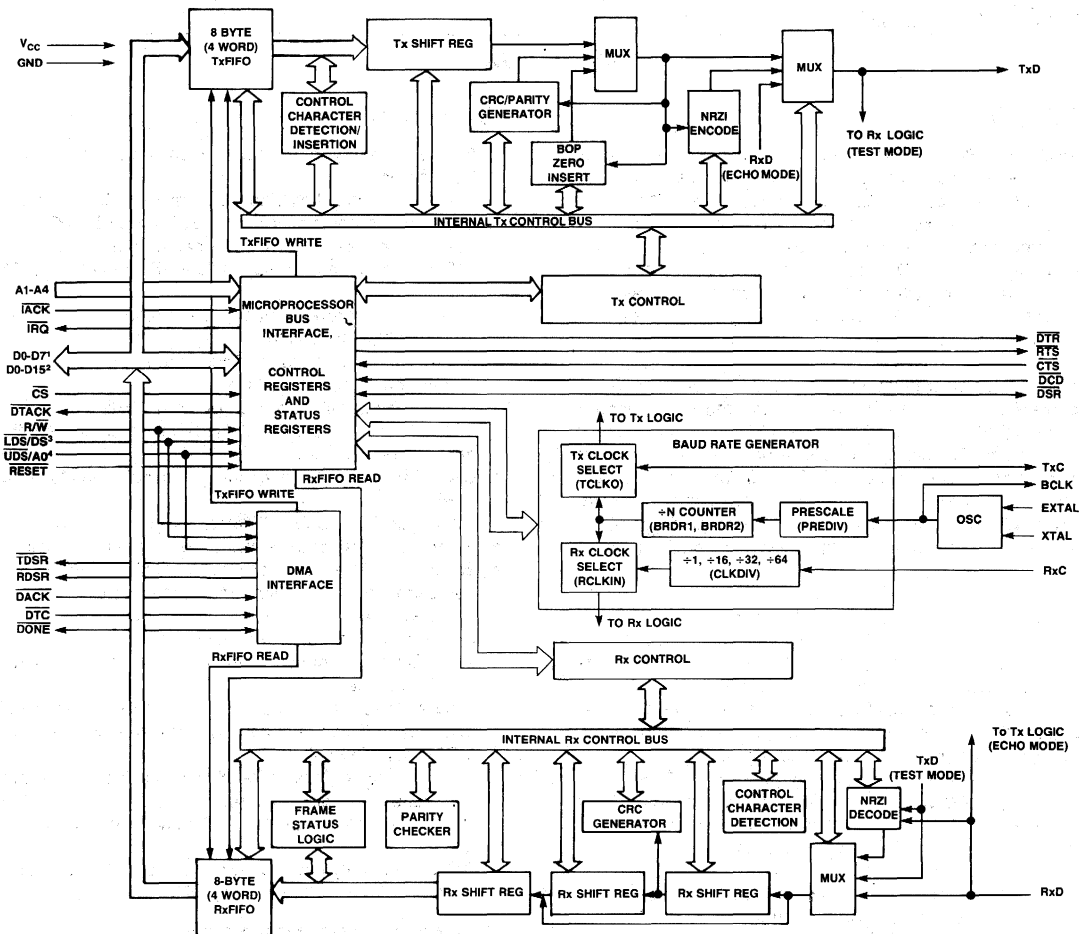 8 BYTE
(4 WORD)
TxFIFO
Tx SHIFT REG
MUX
MUX
VCC
GND
TxD
CONTROL
CHARACTER
DETECTION/
INSERTION
CRC/PARITY
GENERATOR
NRZI
ENCODE
BOP
ZERO
INSERT
RxD
(ECHO MODE)
TO Rx LOGIC
(TEST MODE)
INTERNAL Tx CONTROL BUS
TxFIFO WRITE
A1-A4
IACK
IRQ
D0-D7¹
D0-D15²
CS
DTACK
R/W
LDS/DS³
UDS/A0⁴
RESET
MICROPROCESSOR
BUS
INTERFACE,
CONTROL
REGISTERS
AND
STATUS
REGISTERS
Tx CONTROL
DTR
RTS
CTS
DCD
DSR
TO Tx LOGIC
BAUD RATE GENERATOR
Tx CLOCK
SELECT
(TCLKO)
TxC
BCLK
÷N COUNTER
(BRDR1, BRDR2)
PRESCALE
(PREDIV)
OSC
EXTAL
XTAL
Rx CLOCK
SELECT
(RCLKIN)
÷1, ÷16, ÷32, ÷64
(CLKDIV)
RxC
TO Rx LOGIC
RxFIFO READ
TxFIFO WRITE
TDSR
RDSR
DACK
DTC
DONE
DMA
INTERFACE
RxFIFO READ
Rx CONTROL
INTERNAL Rx CONTROL BUS
To Tx LOGIC
(ECHO MODE)
TxD
(TEST MODE)
FRAME
STATUS
LOGIC
PARITY
CHECKER
CRC
GENERATOR
CONTROL
CHARACTER
DETECTION
NRZI
DECODE
8-BYTE
(4 WORD)
RxFIFO
Rx SHIFT REG
Rx SHIFT REG
Rx SHIFT REG
MUX
RxD